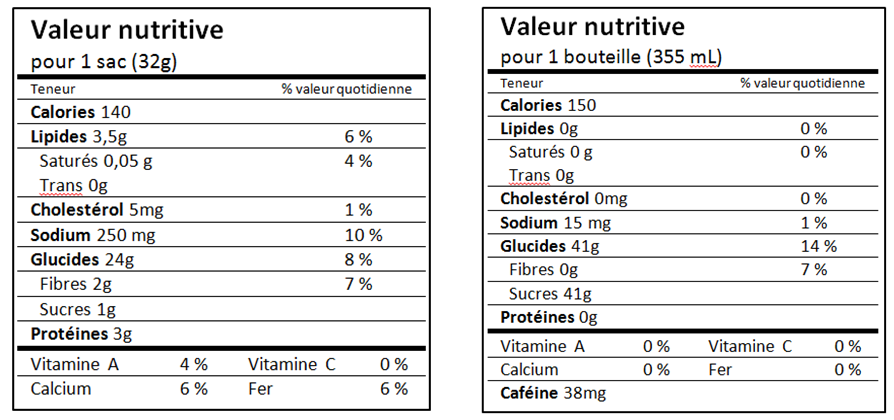 Valeur nutritive
pour 1 sac (32g)
Teneur % valeur quotidienne
Calories 140
Lipides 3,5g 6 %
Saturés 0,05 g 4 %
Trans 0g
Cholestérol 5mg 1 %
Sodium 250 mg 10 %
Glucides 24g 8 %
Fibres 2g 7 %
Sucres 1g
Protéines 3g
Vitamine A 4 % Vitamine C 0 %
Calcium 6 % Fer 6 %
Valeur nutritive
pour 1 bouteille (355 mL)
Teneur % valeur quotidienne
Calories 150
Lipides 0g 0 %
Saturés 0 g 0 %
Trans 0g
Cholestérol 0mg 0 %
Sodium 15 mg 1 %
Glucides 41g 14 %
Fibres 0g 7 %
Sucres 41g
Protéines 0g
Vitamine A 0 % Vitamine C 0 %
Calcium 0 % Fer 0 %
Caféine 38mg